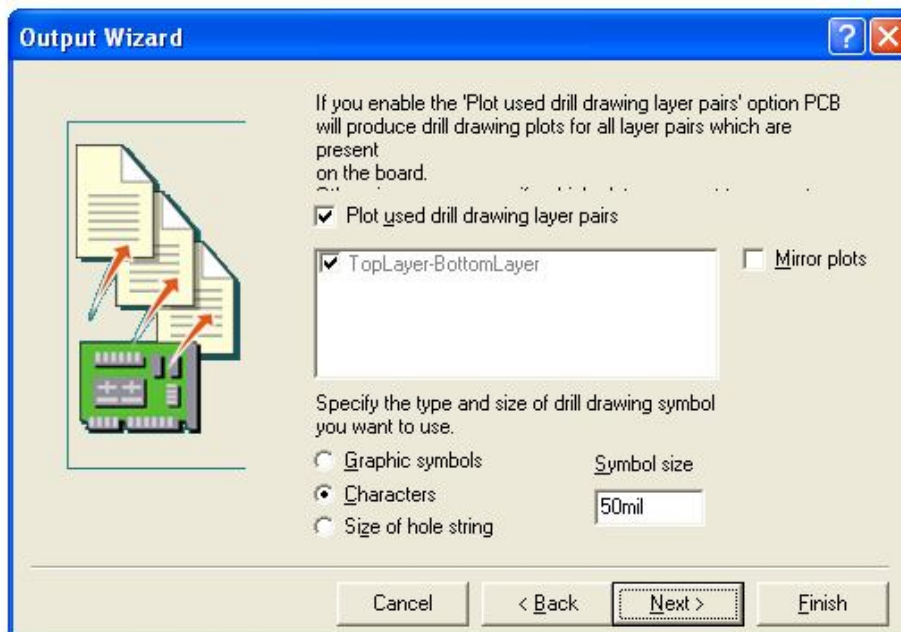 Output Wizard
If you enable the 'Plot used drill drawing layer pairs' option PCB
will produce drill drawing plots for all layer pairs which are
present
on the board.
Plot used drill drawing layer pairs
TopLayer-BottomLayer
Mirror plots
Specify the type and size of drill drawing symbol
you want to use.
Graphic symbols
Symbol size
Characters
50mil
Size of hole string
Cancel
< Back
Next >
Finish